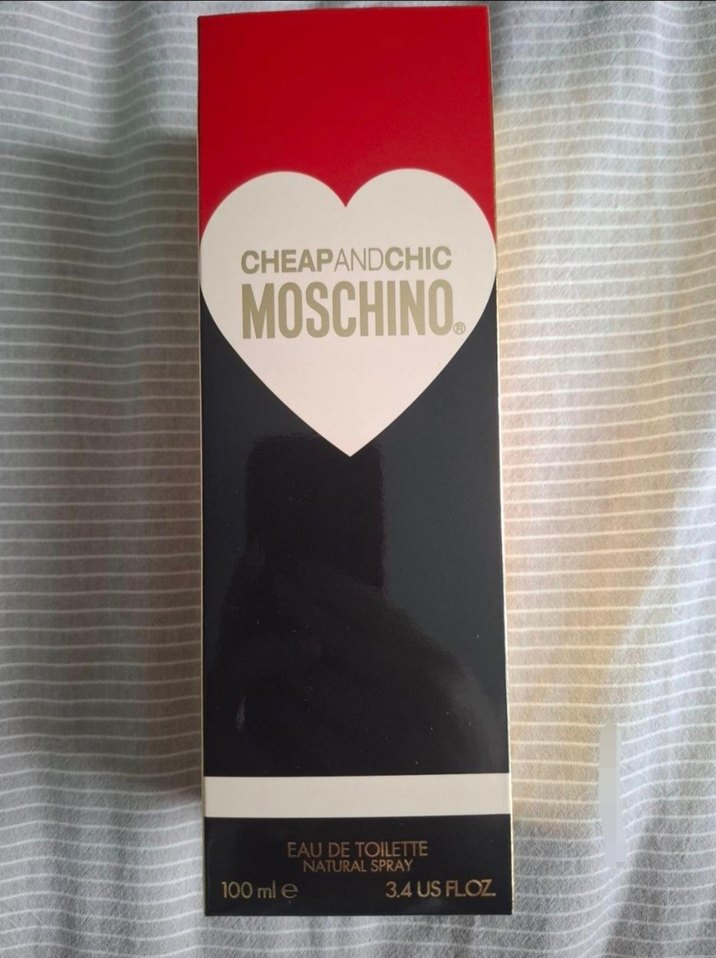 CHEAPANDCHIC
MOSCHINO®
EAU DE TOILETTE
NATURAL SPRAY
100 ml e 3.4 US FL.OZ.